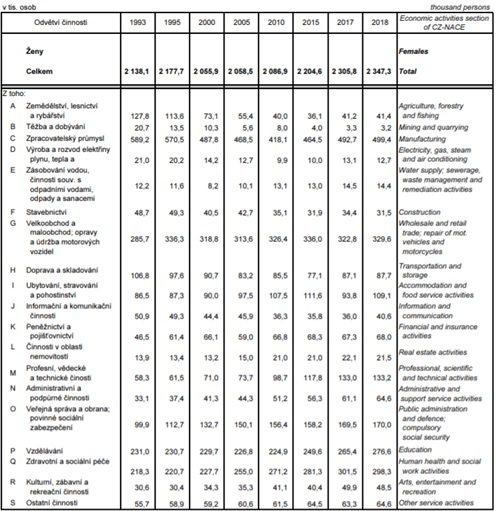 v tis. osob thousand persons
Odvětví činnosti 1993 1995 2000 2005 2010 2015 2017 2018 Economic activities section
of CZ-NACE
Ženy Females
Celkem 2 138,1 2 177,7 2 055,9 2 058,5 2 086,9 2 204,6 2 305,8 2 347,3 Total
Z toho:
A Zemědělství, lesnictví Agriculture, forestry
a rybářství 127,8 113,6 73,1 55,4 40,0 36,1 41,2 41,4 and fishing
B Těžba a dobývání 20,7 13,5 10,3 5,6 8,0 4,0 3,3 3,2 Mining and quarrying
C Zpracovatelský průmysl 589,2 570,5 487,8 468,5 418,1 464,5 492,7 499,4 Manufacturing
D Výroba a rozvod elektřiny Electricity, gas, steam
plynu, tepla a 21,0 20,2 14,2 12,7 9,9 10,0 13,1 12,7 and air conditioning
E Zásobování vodou, Water supply; sewerage,
činnosti souv. s waste management and
odpadními vodami, 12,2 11,6 8,2 10,1 13,1 13,0 14,5 14,4 remediation activities
odpady a sanacemi
F Stavebnictví 48,7 49,3 40,5 42,7 35,1 31,9 34,4 31,5 Construction
G Velkoobchod a Wholesale and retail
maloobchod; opravy trade; repair of mot.
a údržba motorových 285,7 336,3 318,8 313,6 326,4 336,0 322,8 329,6 vehicles and
vozidel motorcycles
H Doprava a skladování 106,8 97,6 90,7 83,2 85,5 77,1 87,1 87,7 Transportation and
storage
I Ubytování, stravování Accommodation and
a pohostinství 86,5 87,3 90,0 97,5 107,5 111,6 93,8 109,1 food service activities
J Informační a komunikační Information and
činnosti 50,9 49,3 44,4 45,9 36,3 35,8 36,0 40,6 communication
K Peněžnictví a Financial and insurance
pojišťovnictví 46,5 61,4 66,1 59,0 66,8 68,3 67,3 68,0 activities
L Činnosti v oblasti Real estate activities
nemovitostí 13,9 13,4 13,2 15,0 21,0 21,0 22,1 21,5
M Profesní, vědecké Professional, scientific
a technické činosti 58,3 61,5 71,0 73,7 98,7 117,8 133,0 133,2 and technical activities
N Administrativní a Administrative and
podpůrné činnosti 33,1 37,4 41,3 44,3 51,2 56,3 61,1 64,6 support service activities
O Veřejná správa a obrana; Public administration
povinné sociální and defence;
zabezpečení 99,9 112,7 132,7 150,1 156,4 158,2 169,5 170,0 compulsory
social security
P Vzdělávání 231,0 230,7 229,7 226,8 224,9 249,6 265,4 276,6 Education
Q Zdravotní a sociální péče Human health and social
218,3 220,7 227,7 255,0 271,2 281,3 301,5 298,3 work activities
R Kulturní, zábavní a Arts, entertainment and
rekreační činnosti 30,6 30,4 34,3 35,3 41,1 40,4 49,9 48,5 recreation
S Ostatní činnosti 55,7 58,9 59,2 60,6 61,5 64,5 63,3 64,6 Other service activities